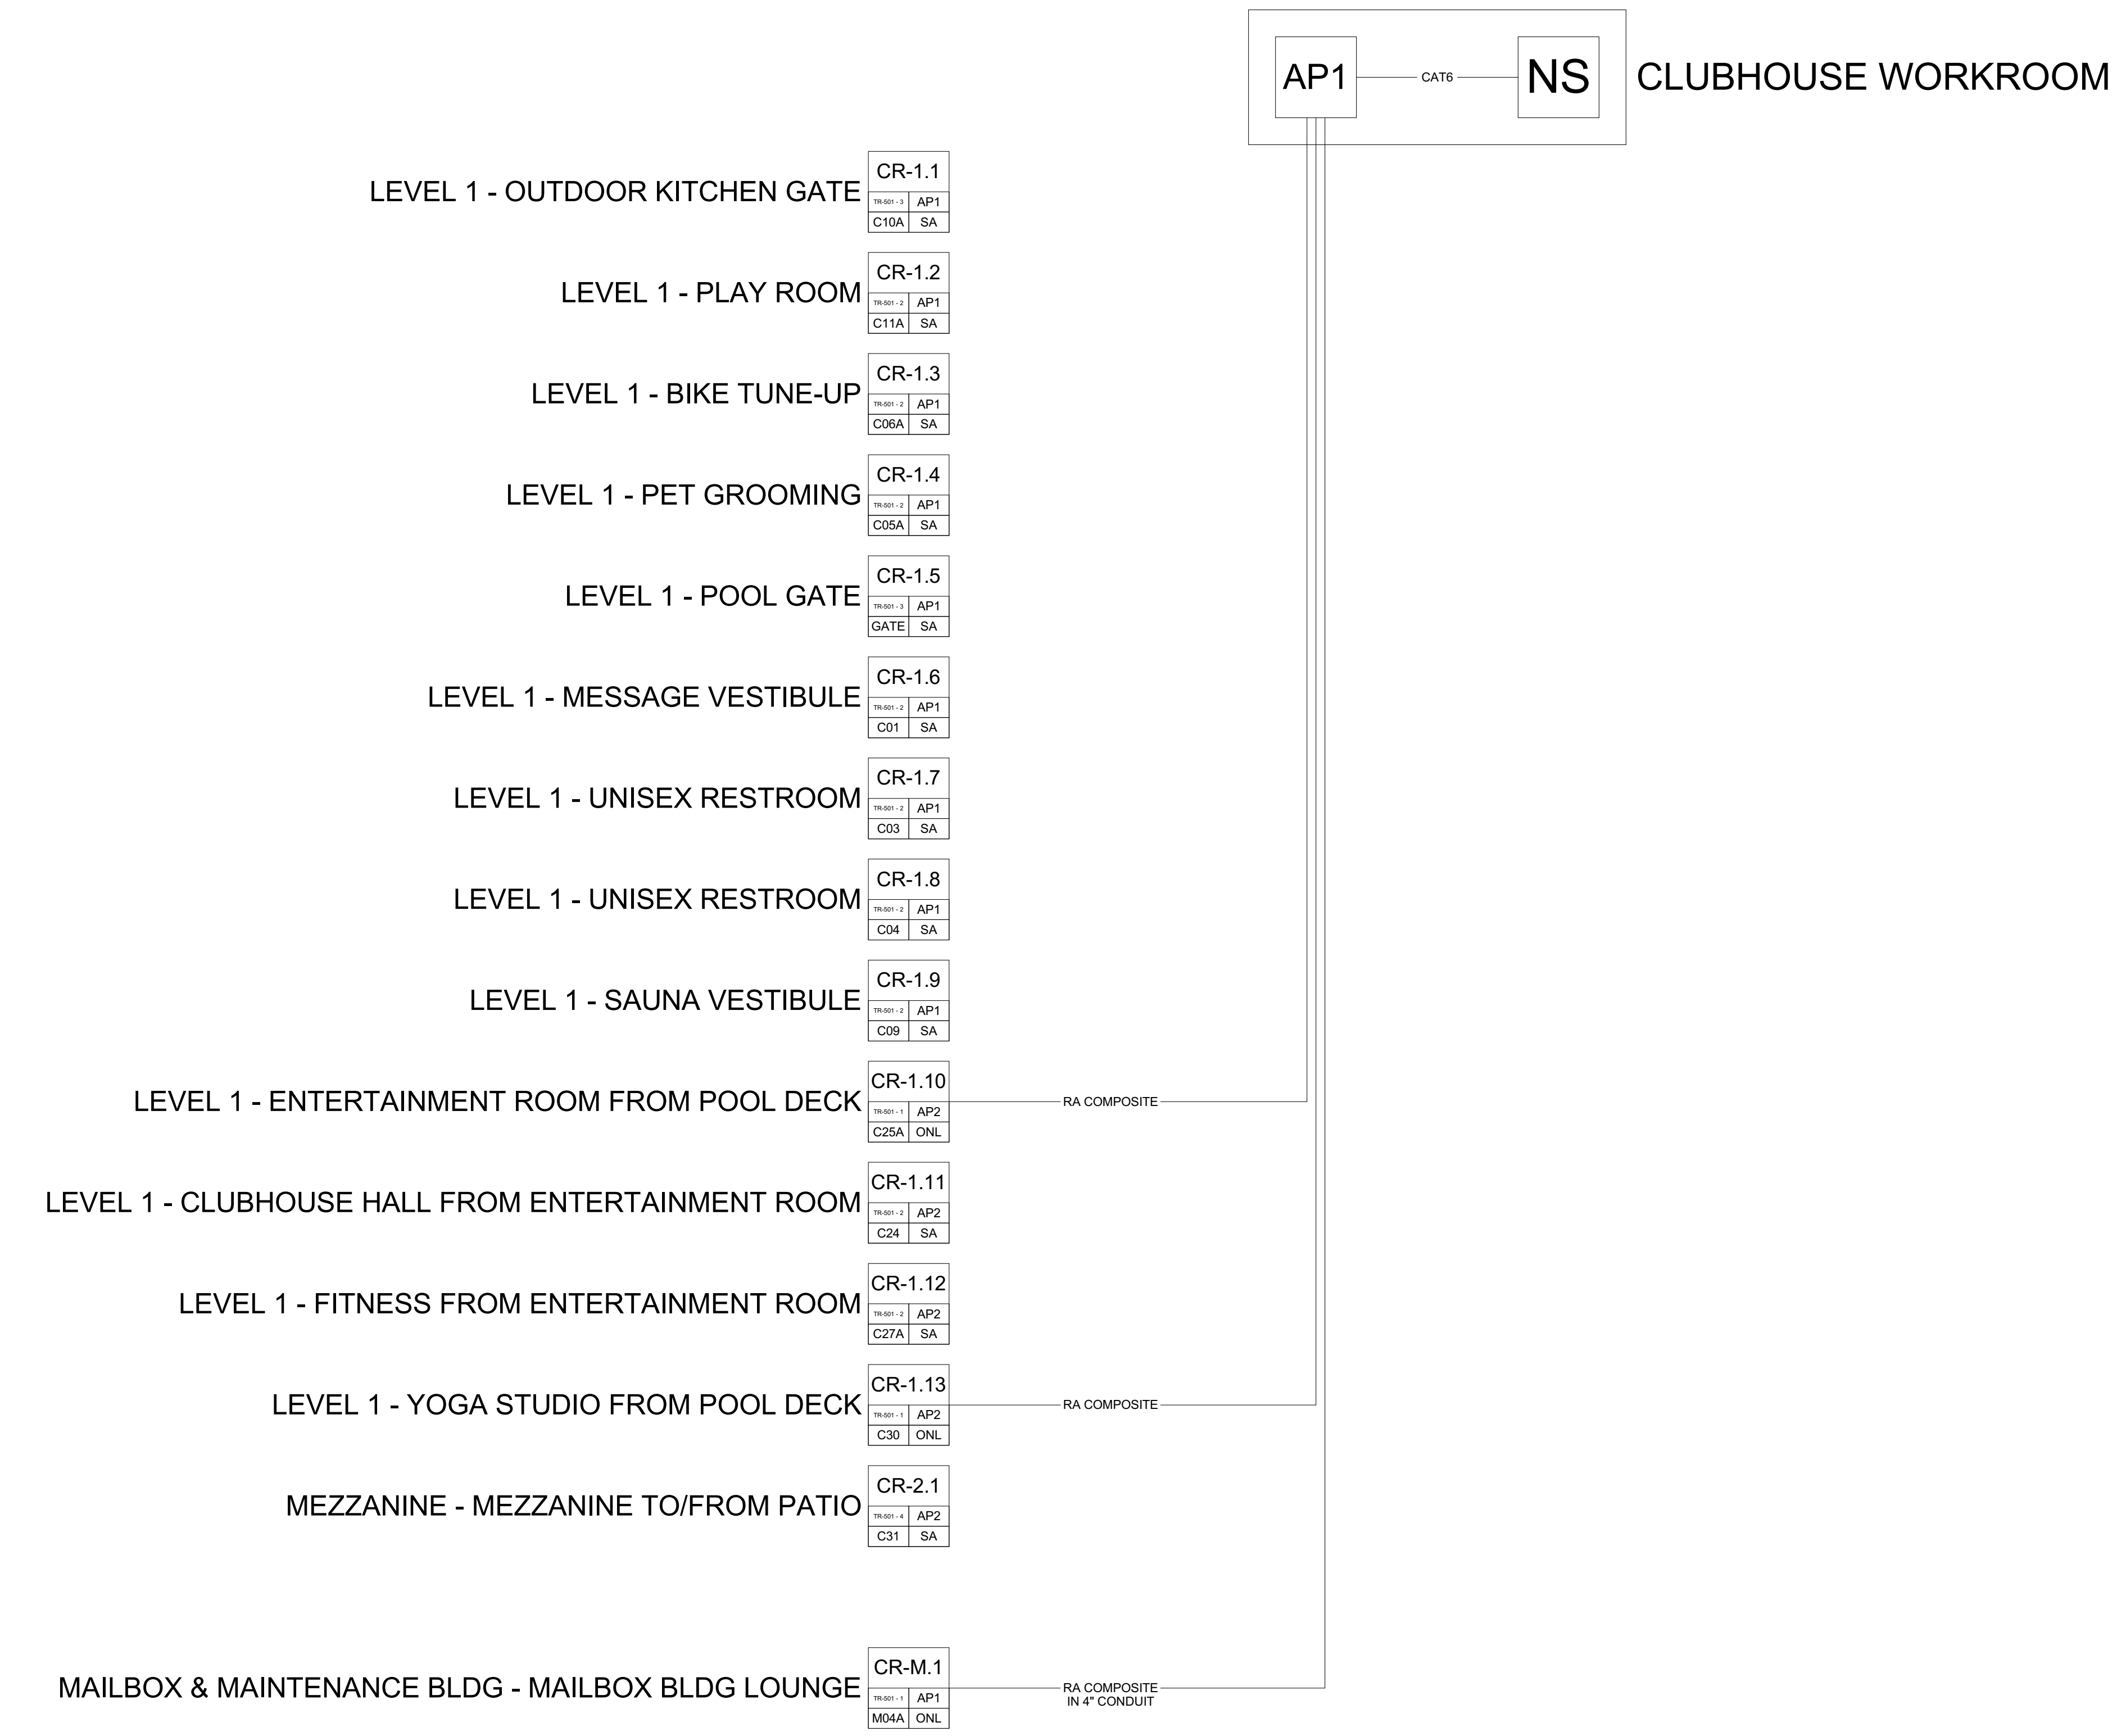 AP1
CAT6
NS
CLUBHOUSE WORKROOM
LEVEL 1 - OUTDOOR KITCHEN GATE
CR-1.1
TR-501 - 3 AP1
C10A SA
LEVEL 1 - PLAY ROOM
CR-1.2
TR-501 - 2 AP1
C11A SA
LEVEL 1 - BIKE TUNE-UP
CR-1.3
TR-501 - 2 AP1
C06A SA
LEVEL 1 - PET GROOMING
CR-1.4
TR-501 - 2 AP1
C05A SA
LEVEL 1 - POOL GATE
CR-1.5
TR-501 - 3 AP1
GATE SA
LEVEL 1 - MESSAGE VESTIBULE
CR-1.6
TR-501 - 2 AP1
C01 SA
LEVEL 1 - UNISEX RESTROOM
CR-1.7
TR-501 - 2 AP1
C03 SA
LEVEL 1 - UNISEX RESTROOM
CR-1.8
TR-501 - 2 AP1
C04 SA
LEVEL 1 - SAUNA VESTIBULE
CR-1.9
TR-501 - 2 AP1
C09 SA
LEVEL 1 - ENTERTAINMENT ROOM FROM POOL DECK
CR-1.10
TR-501 - 1 AP2
C25A ONL
RA COMPOSITE
LEVEL 1 - CLUBHOUSE HALL FROM ENTERTAINMENT ROOM
CR-1.11
TR-501 - 2 AP2
C24 SA
LEVEL 1 - FITNESS FROM ENTERTAINMENT ROOM
CR-1.12
TR-501 - 2 AP2
C27A SA
LEVEL 1 - YOGA STUDIO FROM POOL DECK
CR-1.13
TR-501 - 1 AP2
C30 ONL
RA COMPOSITE
MEZZANINE - MEZZANINE TO/FROM PATIO
CR-2.1
TR-501 - 4 AP2
C31 SA
MAILBOX & MAINTENANCE BLDG - MAILBOX BLDG LOUNGE
CR-M.1
TR-501 - 1 AP1
M04A ONL
RA COMPOSITE
IN 4" CONDUIT